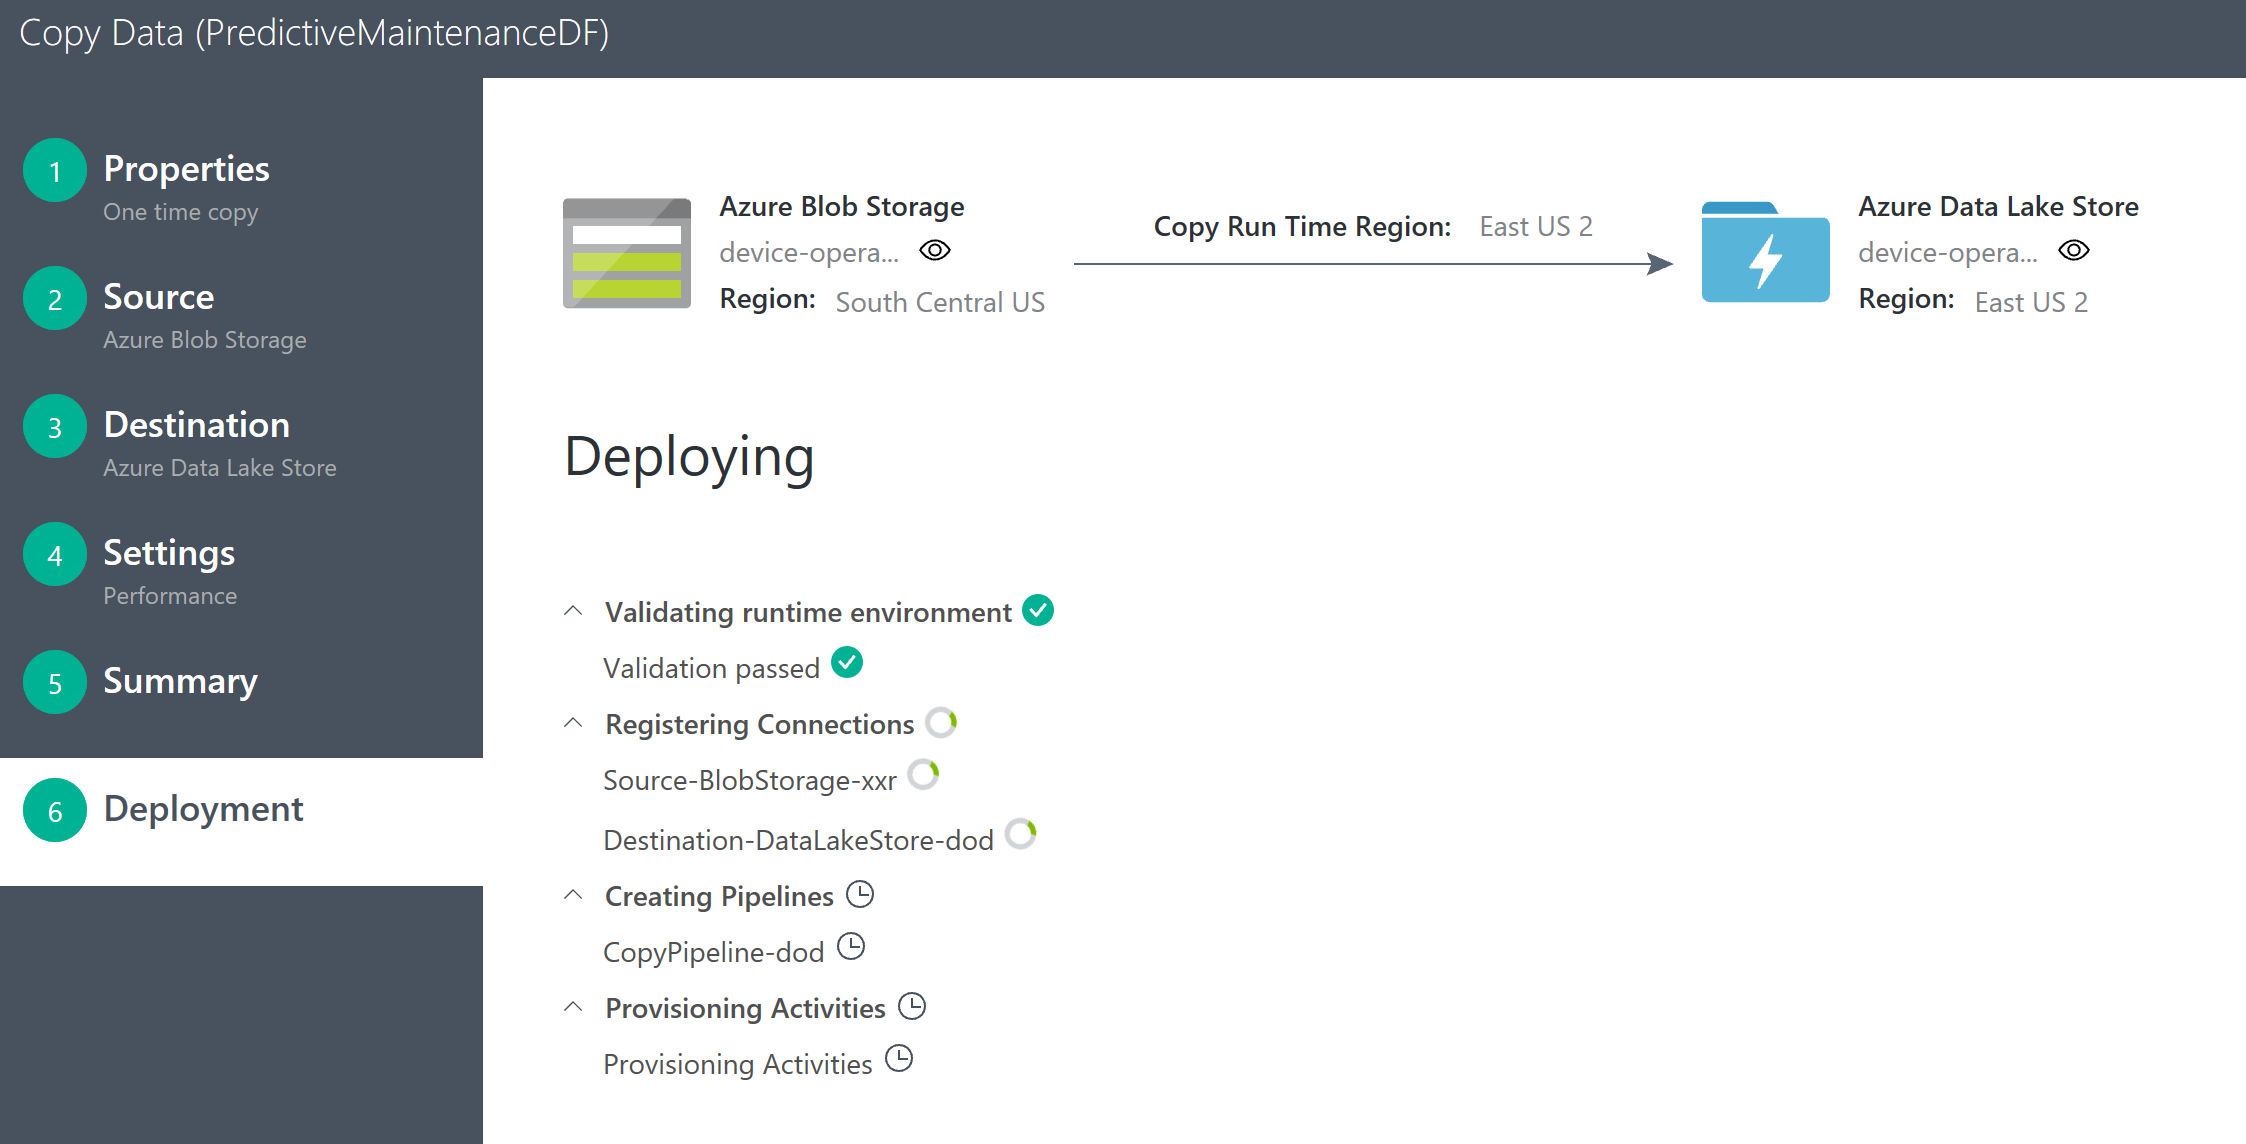 Copy Data (PredictiveMaintenanceDF)
1 Properties
One time copy
2 Source
Azure Blob Storage
3 Destination
Azure Data Lake Store
4 Settings
Performance
5 Summary
6 Deployment
Azure Blob Storage
device-opera...
Region: South Central US
Copy Run Time Region: East US 2
Azure Data Lake Store
device-opera...
Region: East US 2
Deploying
Validating runtime environment
Validation passed
Registering Connections
Source-BlobStorage-xxr
Destination-DataLakeStore-dod
Creating Pipelines
CopyPipeline-dod
Provisioning Activities
Provisioning Activities